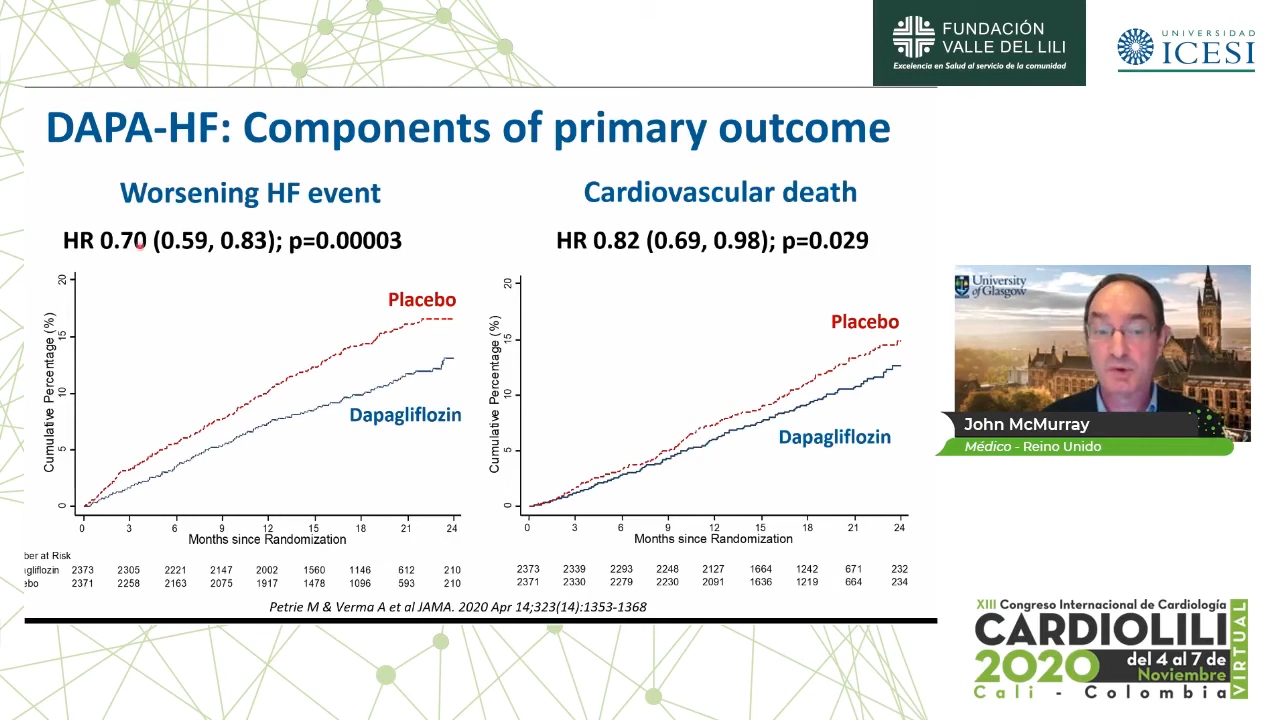 FUNDACIÓN
VALLE DEL LILI
Excelencia en Salud al servicio de la comunidad
UNIVERSIDAD
ICESI
DAPA-HF: Components of primary outcome
Worsening HF event
HR 0.70 (0.59, 0.83); p=0.00003
Cumulative Percentage (%)
20
15
10
5
0
Placebo
Dapagliflozin
0 3 6 9 12 15 18 21 24
Months since Randomization
ber at Risk
agliflozin 2373 2305 2221 2147 2002 1560 1146 612 210
ebo 2371 2258 2163 2075 1917 1478 1096 593 210
Cardiovascular death
HR 0.82 (0.69, 0.98); p=0.029
Cumulative Percentage (%)
20
15
10
5
0
Placebo
Dapagliflozin
0 3 6 9 12 15 18 21 24
Months since Randomization
2373 2339 2293 2248 2127 1664 1242 671 232
2371 2330 2279 2230 2091 1636 1219 664 234
Petrie M & Verma A et al JAMA. 2020 Apr 14;323(14):1353-1368
University
of Glasgow
John McMurray
Médico - Reino Unido
XIII Congreso Internacional de Cardiología
CARDIOLILI
2020 del 4 al 7 de
Noviembre
Cali - Colombia
VIRTUAL